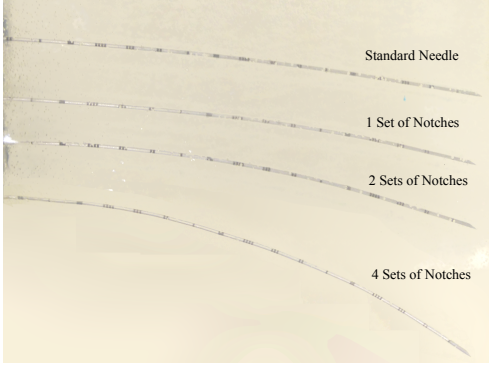 Standard Needle
1 Set of Notches
2 Sets of Notches
4 Sets of Notches